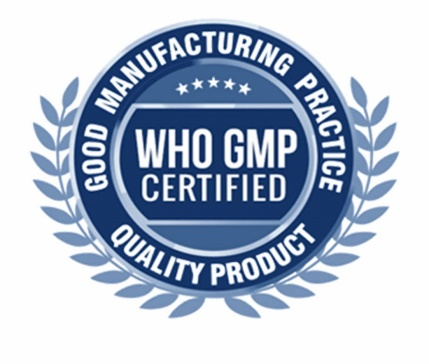 GOOD MANUFACTURING PRACTICE
WHO GMP
CERTIFIED
QUALITY PRODUCT